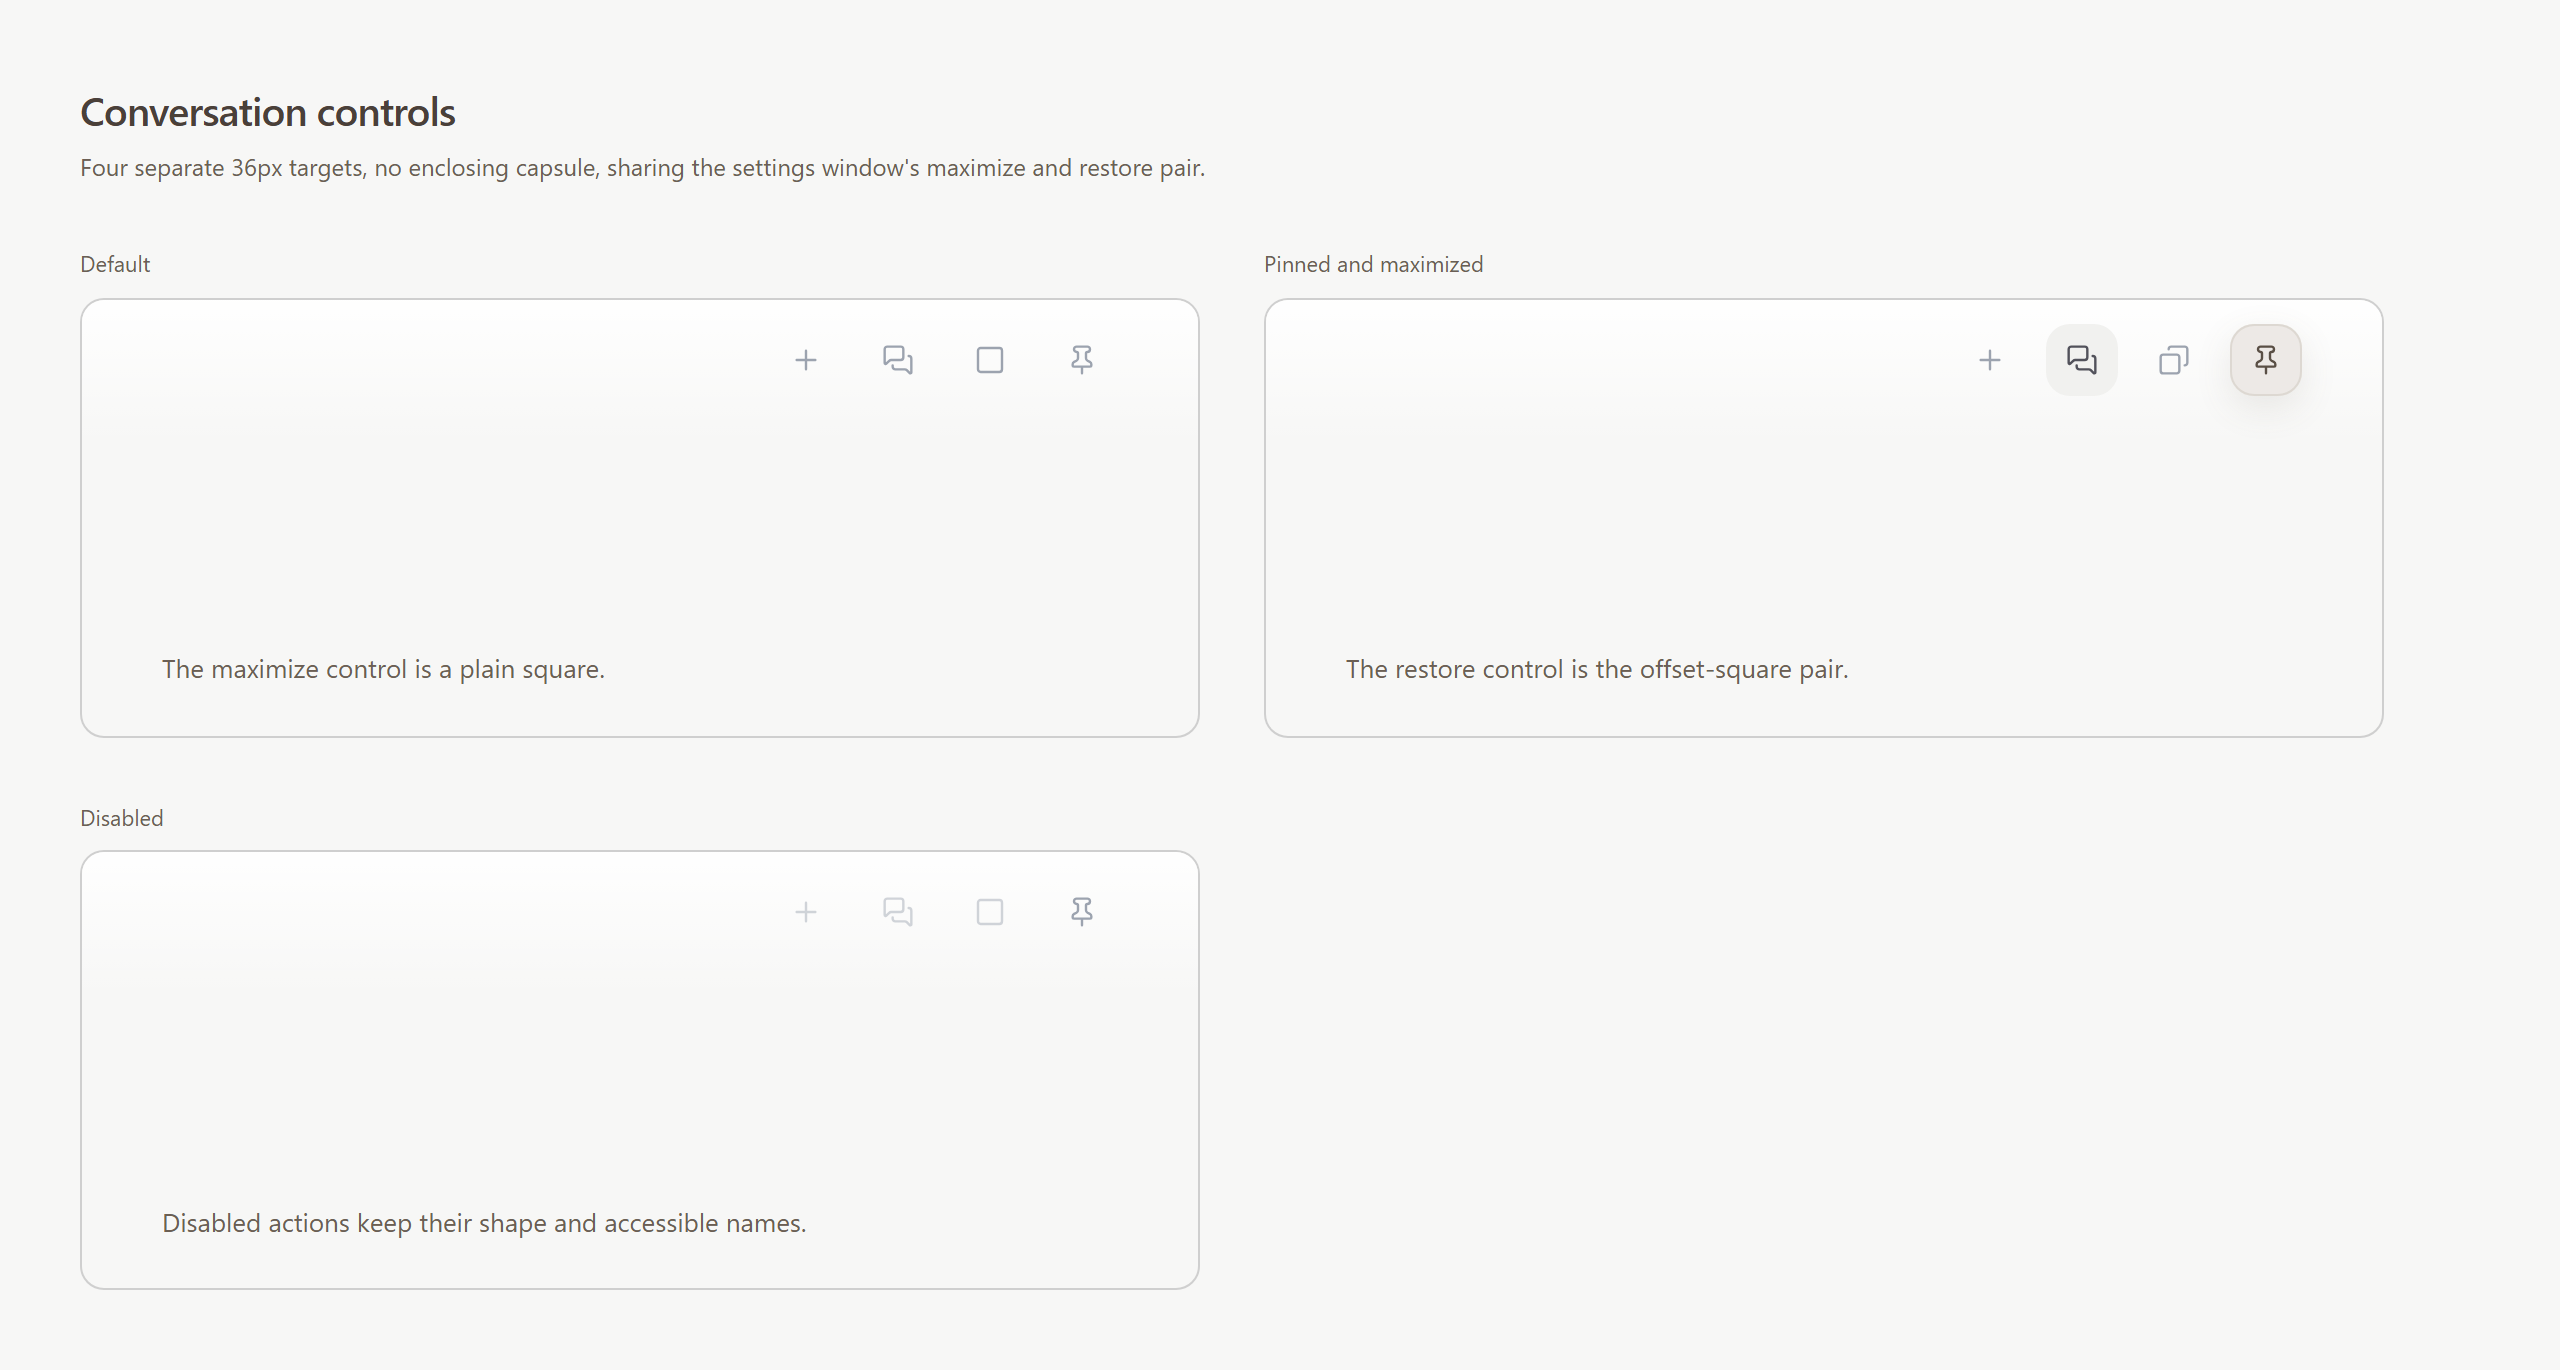 Conversation controls
Four separate 36px targets, no enclosing capsule, sharing the settings window's maximize and restore pair.
Default
Pinned and maximized
The maximize control is a plain square.
The restore control is the offset-square pair.
Disabled
Disabled actions keep their shape and accessible names.